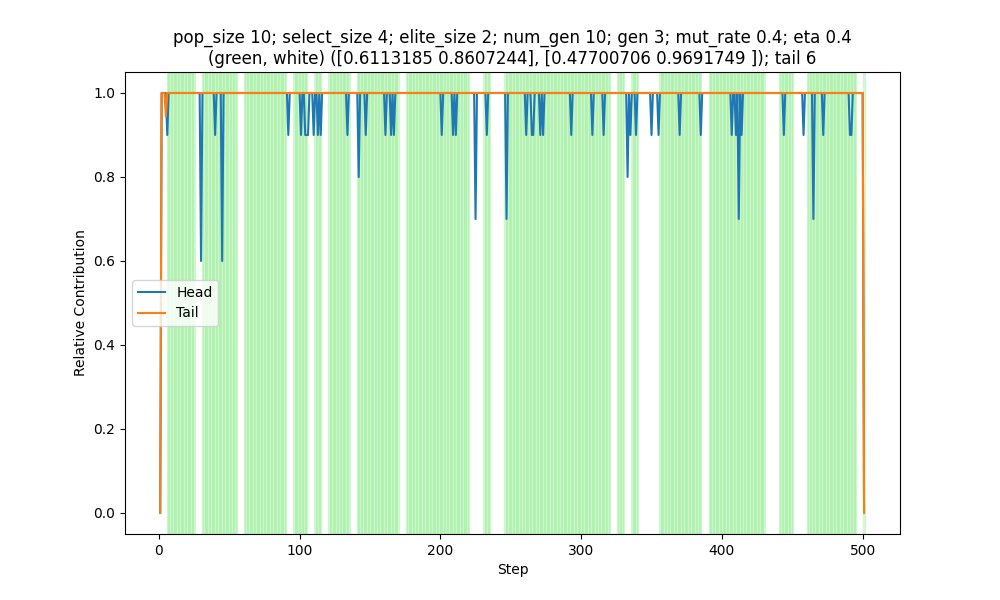 pop_size 10; select_size 4; elite_size 2; num_gen 10; gen 3; mut_rate 0.4; eta 0.4
(green, white) ([0.6113185 0.8607244], [0.47700706 0.9691749 ]); tail 6
1.0
0.8
0.6
0.4
0.2
0.0
Relative Contribution
Head
Tail
0
100
200
300
400
500
Step